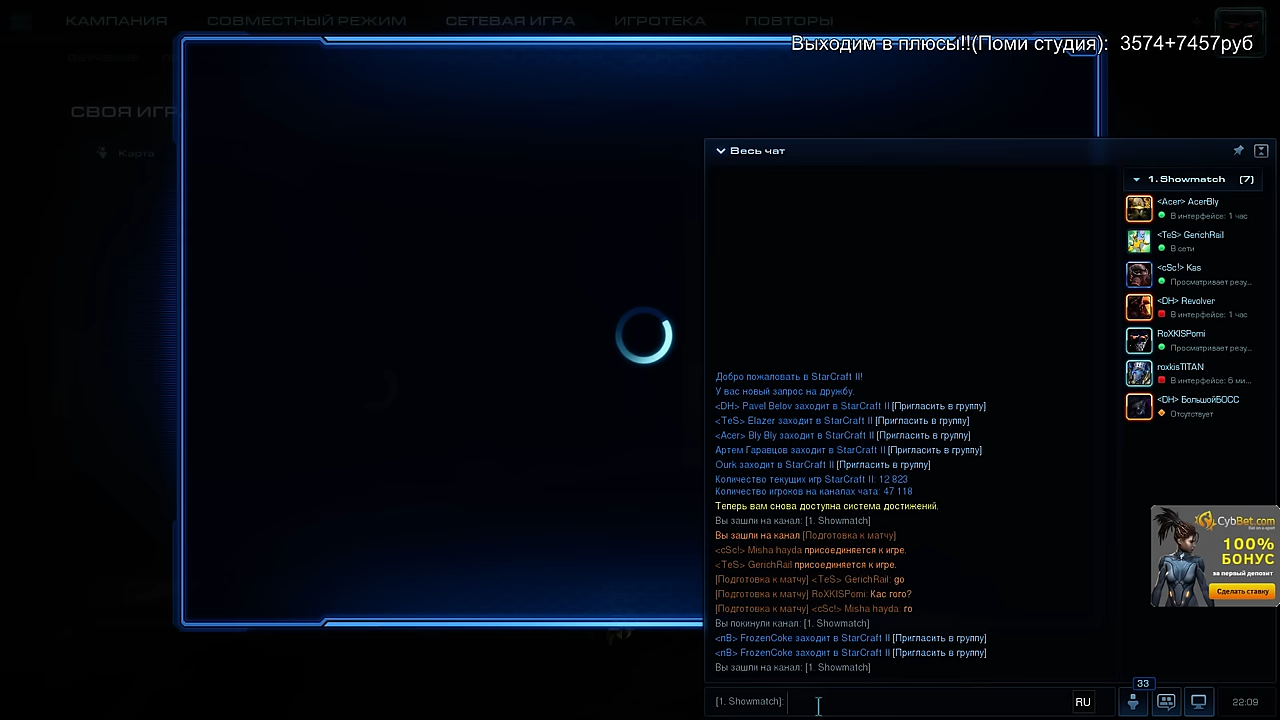 КАМПАНИЯ СОВМЕСТНЫЙ РЕЖИМ СЕТЕВАЯ ИГРА ИГРОТЕКА ПОВТОРЫ
Выходим в плюсы!!(Поми студия): 3574+7457руб
СВОЯ ИГР
Карта
Весь чат
1. Showmatch (7)
<Acer> AcerBly
В интерфейсе: 1 час
<TeS> GerichRail
В сети
<cSc!> Kas
Просматривает резу...
<DH> Revolver
В интерфейсе: 1 час
RoXKISPomi
Просматривает резу...
roxkisTITAN
В интерфейсе: 6 ми...
<DH> БольшойБОСС
Отсутствует
Добро пожаловать в StarCraft II!
У вас новый запрос на дружбу.
<DH> Pavel Belov заходит в StarCraft II [Пригласить в группу]
<TeS> Elazer заходит в StarCraft II [Пригласить в группу]
<Acer> Bly Bly заходит в StarCraft II [Пригласить в группу]
Артем Гаравцов заходит в StarCraft II [Пригласить в группу]
Ourk заходит в StarCraft II [Пригласить в группу]
Количество текущих игр StarCraft II: 12 823
Количество игроков на каналах чата: 47 118
Теперь вам снова доступна система достижений.
Вы зашли на канал: [1. Showmatch]
Вы зашли на канал [Подготовка к матчу]
<cSc!> Misha hayda присоединяется к игре.
<TeS> GerichRail присоединяется к игре.
[Подготовка к матчу] <TeS> GerichRail: go
[Подготовка к матчу] RoXKISPomi: Кас гого?
[Подготовка к матчу] <cSc!> Misha hayda: го
Вы покинули канал: [1. Showmatch]
<пВ> FrozenCoke заходит в StarCraft II [Пригласить в группу]
<пВ> FrozenCoke заходит в StarCraft II [Пригласить в группу]
Вы зашли на канал: [1. Showmatch]
CybBet.com
100%
БОНУС
за первый депозит
Сделать ставку
33
[1. Showmatch]:
RU
22:09